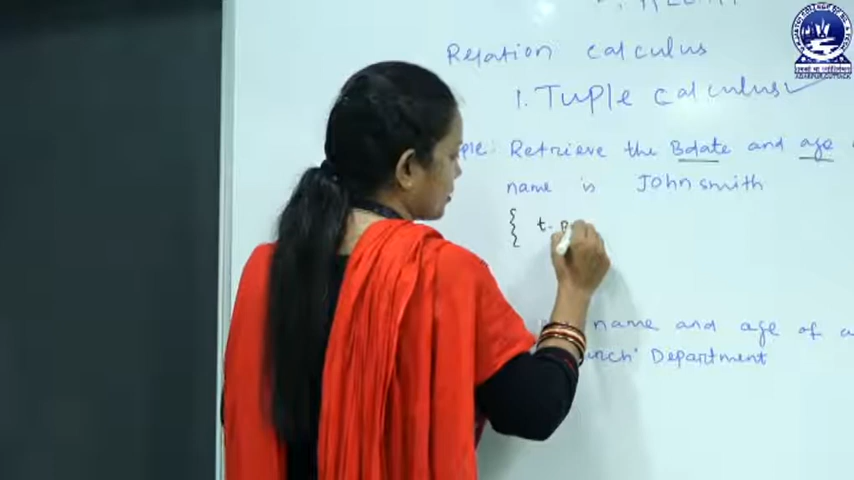 Relation calculus
1. Tuple calculus
ple: Retrieve the Bdate and age
name is John smith
{ t.
name and age of
arch' Department